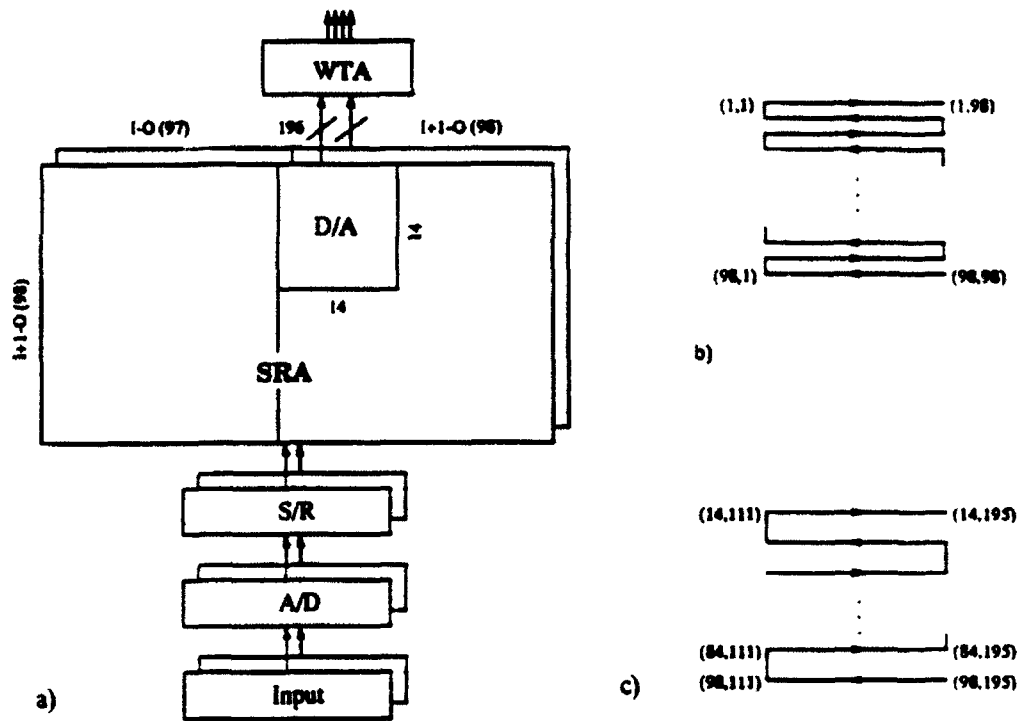 WTA
I-O (97)
196
I+1-O (98)
D/A
14
14
I+1-O (98)
SRA
S/R
A/D
Input
a)
(1,1)
(1,98)
(98,1)
(98,98)
b)
(14,111)
(14,195)
(84,111)
(84,195)
(98,111)
(98,195)
c)